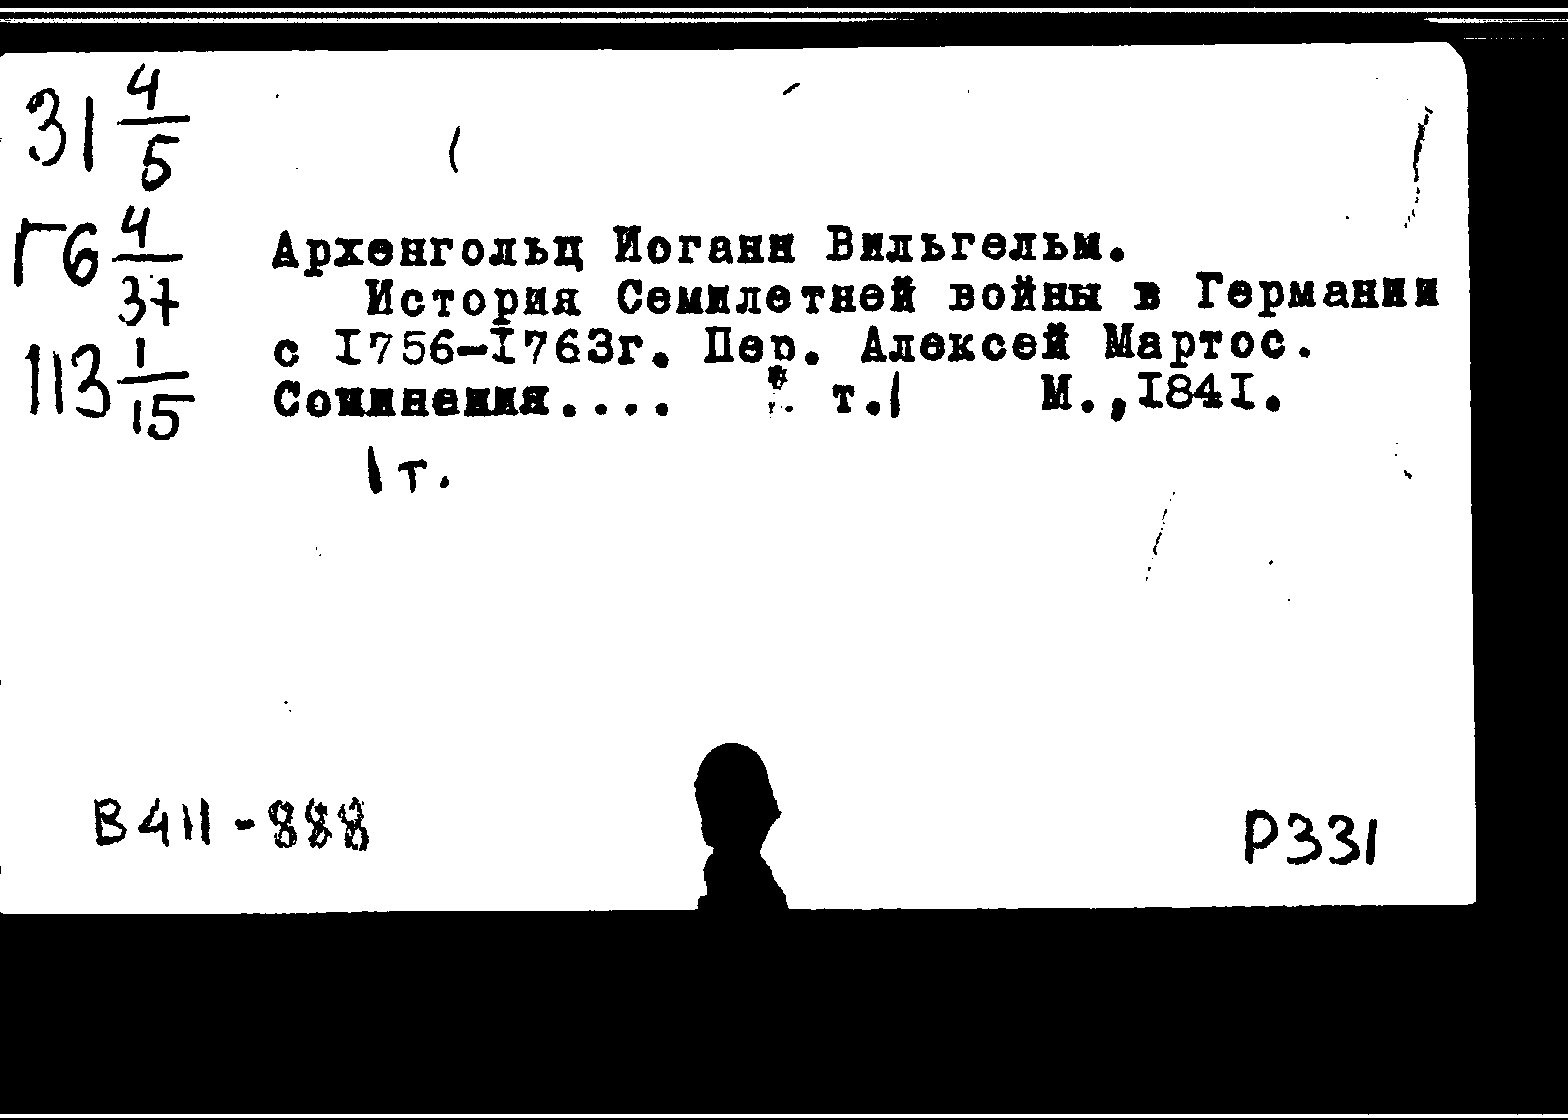 31 4/5
Г6 4/37
Архенгольц Иоганн Вильгельм.
История Семилетней войны в Германии
113 1/15
с 1756-1763г. Пер. Алексей Мартос.
Сочинения.... т.1 М.,1841.
1 т.
В411-888
Р331